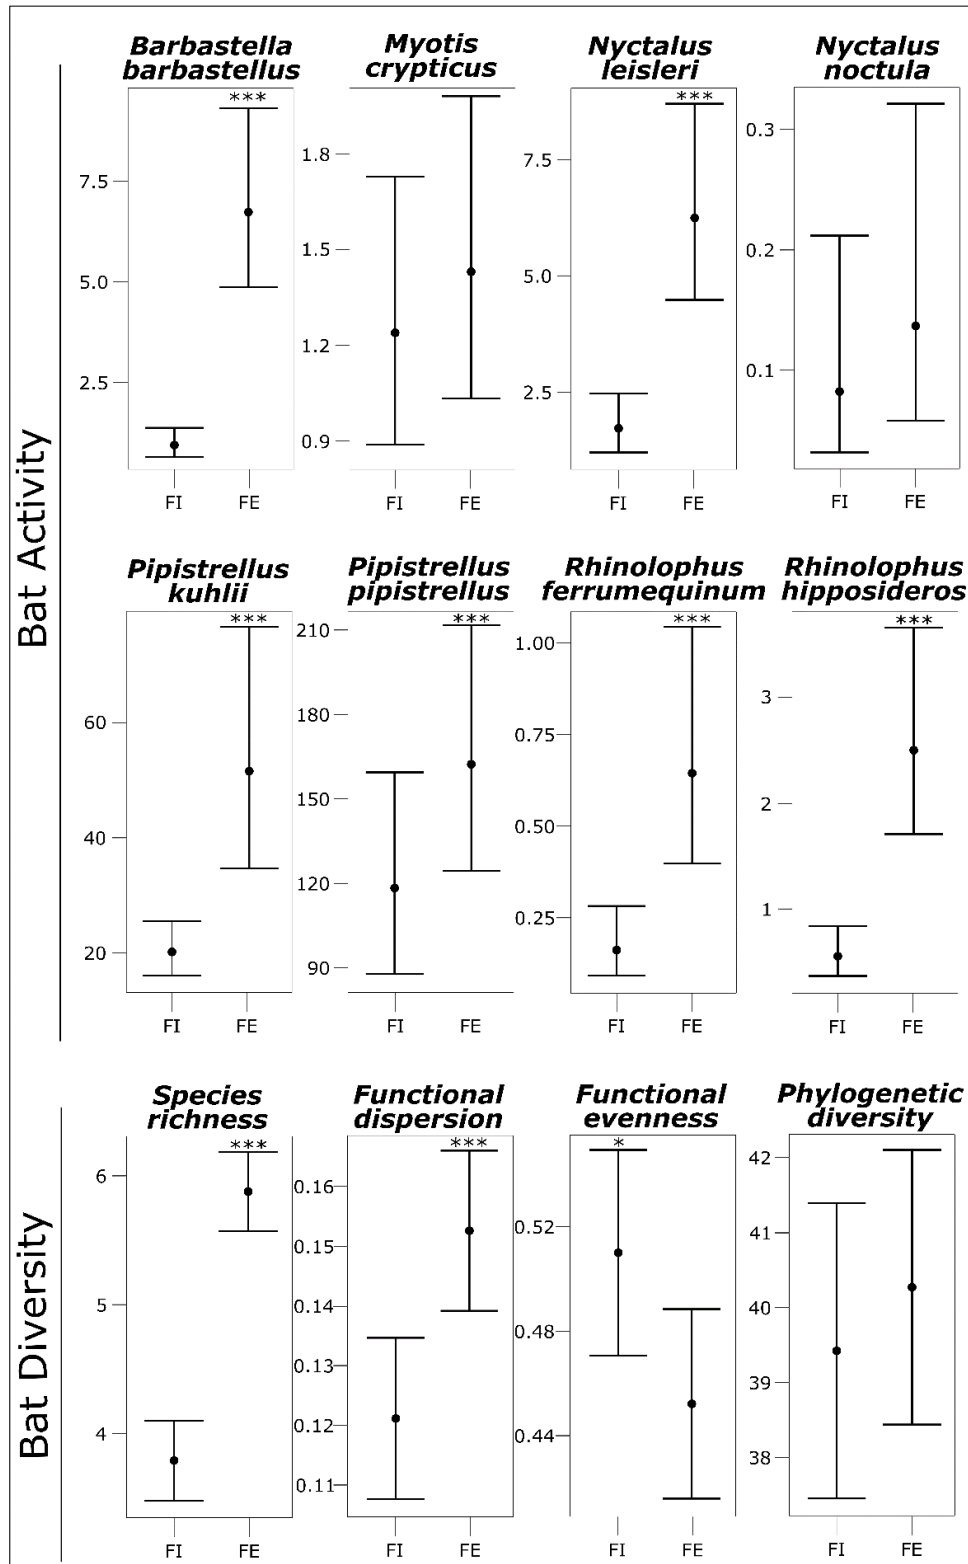 Bat Activity
Barbastella
barbastellus
***
7.5
5.0
2.5
FI FE
Myotis
crypticus
1.8
1.5
1.2
0.9
FI FE
Nyctalus
leisleri
***
7.5
5.0
2.5
FI FE
Nyctalus
noctula
0.3
0.2
0.1
FI FE
Pipistrellus
kuhlii
***
60
40
20
FI FE
Pipistrellus
pipistrellus
***
210
180
150
120
90
FI FE
Rhinolophus
ferrumequinum
***
1.00
0.75
0.50
0.25
FI FE
Rhinolophus
hipposideros
***
3
2
1
FI FE
Bat Diversity
Species
richness
***
6
5
4
FI FE
Functional
dispersion
***
0.16
0.15
0.14
0.13
0.12
0.11
FI FE
Functional
evenness
*
0.52
0.48
0.44
FI FE
Phylogenetic
diversity
42
41
40
39
38
FI FE